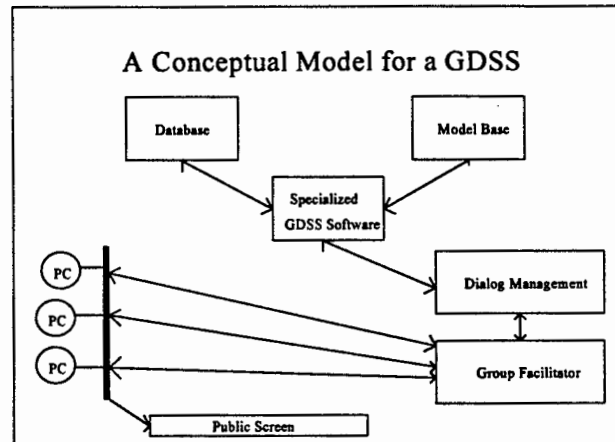 A Conceptual Model for a GDSS
Database
Model Base
Specialized
GDSS Software
PC
Dialog Management
PC
PC
Group Facilitator
Public Screen